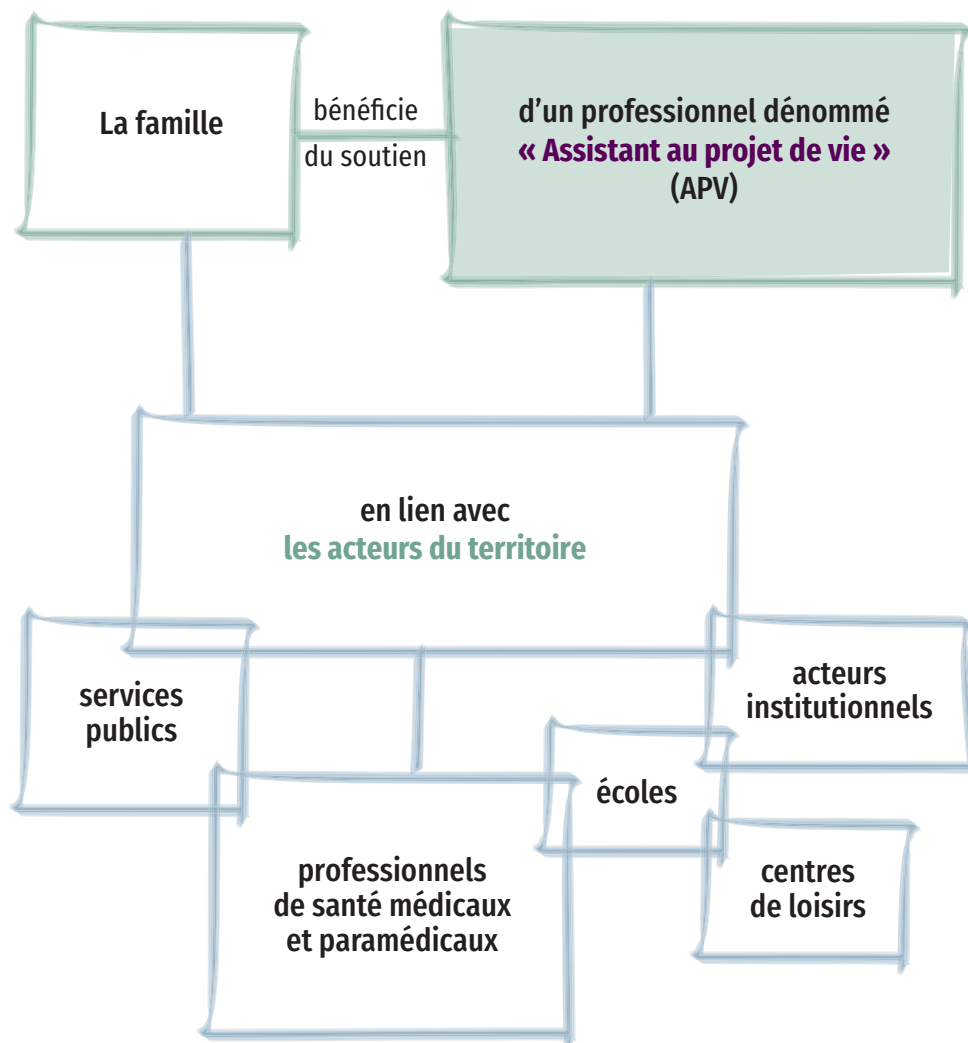 La famille
bénéficie
du soutien
d’un professionnel dénommé
« Assistant au projet de vie »
(APV)
en lien avec
les acteurs du territoire
services
publics
acteurs
institutionnels
écoles
professionnels
de santé médicaux
et paramédicaux
centres
de loisirs